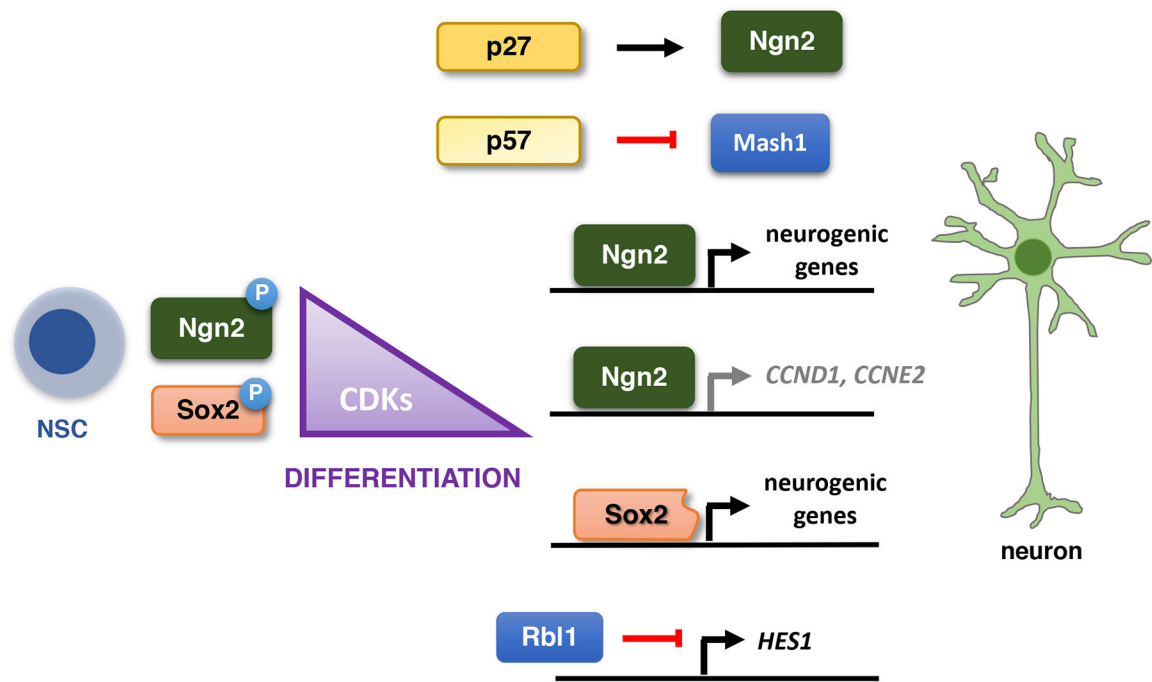 p27
Ngn2
p57
Mash1
Ngn2
neurogenic
genes
P
Ngn2
P
Sox2
NSC
CDKs
DIFFERENTIATION
Ngn2
CCND1, CCNE2
Sox2
neurogenic
genes
neuron
Rbl1
HES1